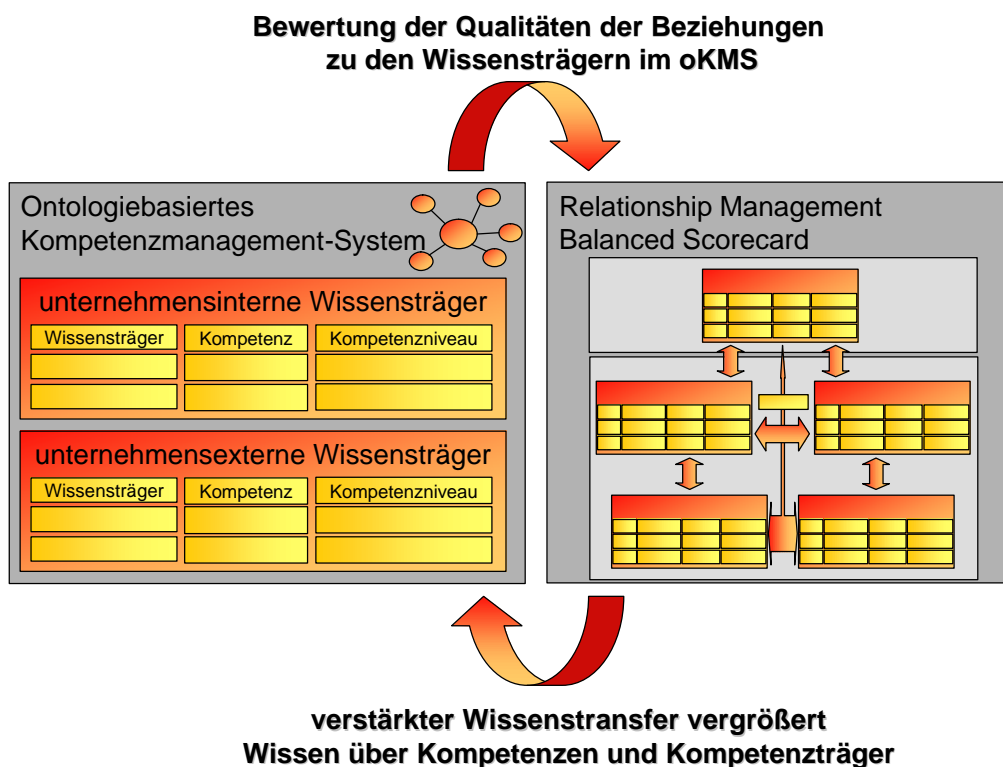 Bewertung der Qualitäten der Beziehungen
zu den Wissensträgern im oKMS
Ontologiebasiertes
Kompetenzmanagement-System
unternehmensinterne Wissensträger
Wissensträger Kompetenz Kompetenzniveau
unternehmensexterne Wissensträger
Wissensträger Kompetenz Kompetenzniveau
Relationship Management
Balanced Scorecard
verstärkter Wissenstransfer vergrößert
Wissen über Kompetenzen und Kompetenzträger